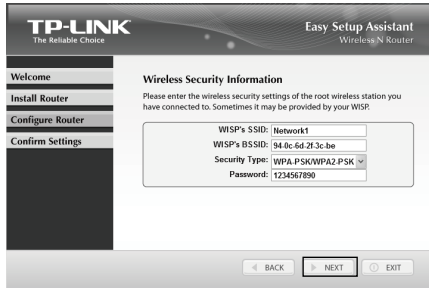 TP-LINK
The Reliable Choice
Easy Setup Assistant
Wireless N Router
Welcome
Install Router
Configure Router
Confirm Settings
Wireless Security Information
Please enter the wireless security settings of the root wireless station you
have connected to. Sometimes it may be provided by your WISP.
WISP's SSID: Network1
WISP's BSSID: 94-0c-6d-2f-3c-be
Security Type: WPA-PSK/WPA2-PSK
Password: 1234567890
BACK NEXT EXIT